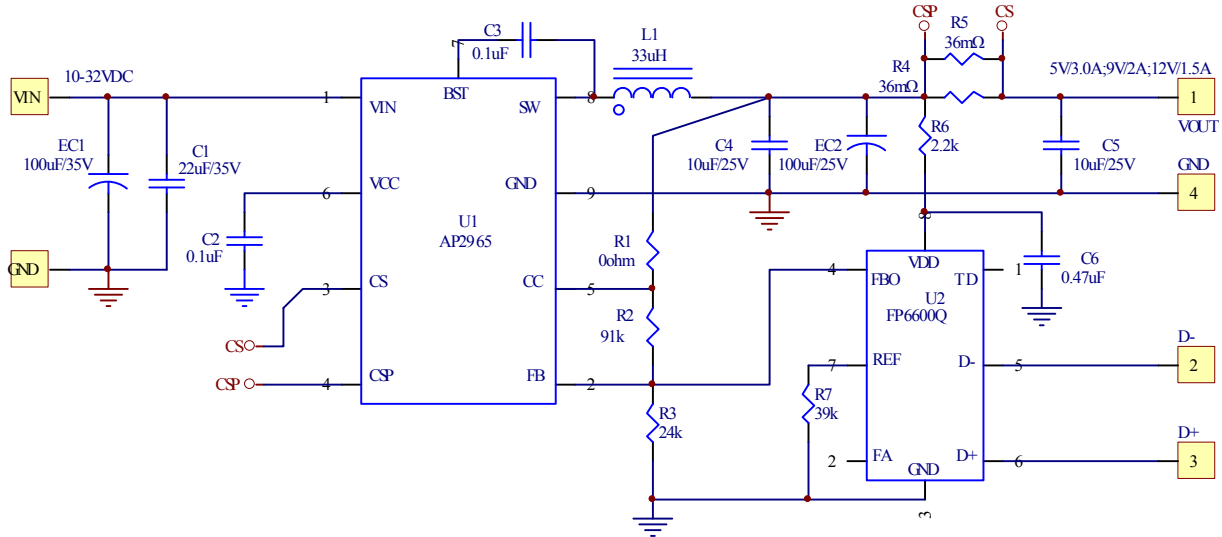 CSP
CS
R5
36mΩ
C3
0.1uF
7
L1
33uH
10-32VDC
R4
36mΩ
5V/3.0A;9V/2A;12V/1.5A
VIN
1
VIN
BST
SW
8
1
VOUT
EC1
100uF/35V
C1
22uF/35V
R6
2.2k
C4
10uF/25V
EC2
100uF/25V
C5
10uF/25V
GND
6
VCC
GND
9
4
U1
AP2965
C2
0.1uF
R1
0ohm
8
GND
3
CS
CC
5
4
VDD
FBO
TD
1
C6
0.47uF
U2
FP6600Q
R2
91k
CS
D-
CSP
4
CSP
FB
2
7
REF
D-
5
2
R7
39k
R3
24k
D+
2
FA
D+
6
3
GND
3